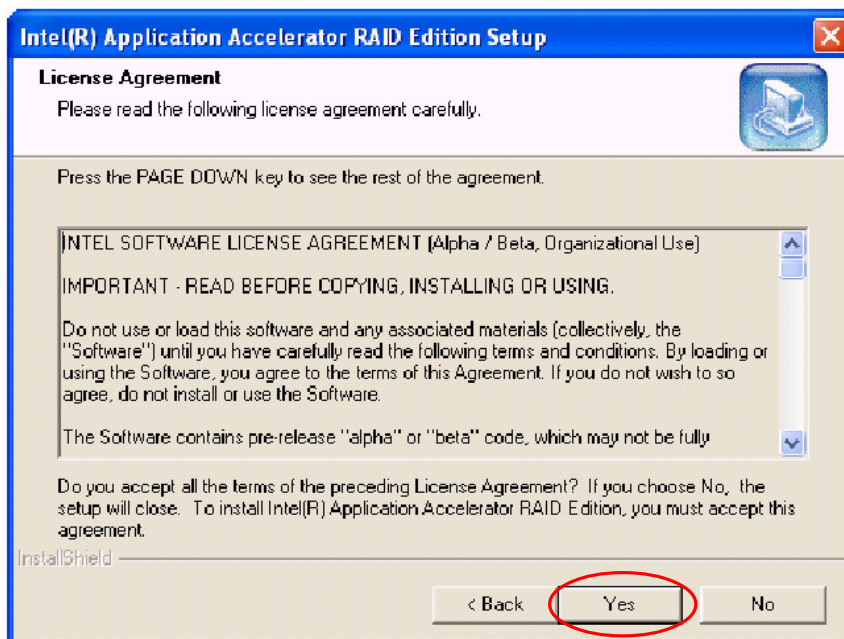 Intel(R) Application Accelerator RAID Edition Setup
License Agreement
Please read the following license agreement carefully.
Press the PAGE DOWN key to see the rest of the agreement.
INTEL SOFTWARE LICENSE AGREEMENT (Alpha / Beta, Organizational Use)
IMPORTANT - READ BEFORE COPYING, INSTALLING OR USING.
Do not use or load this software and any associated materials (collectively, the
"Software") until you have carefully read the following terms and conditions. By loading or
using the Software, you agree to the terms of this Agreement. If you do not wish to so
agree, do not install or use the Software.
The Software contains pre-release "alpha" or "beta" code, which may not be fully
Do you accept all the terms of the preceding License Agreement? If you choose No, the
setup will close. To install Intel(R) Application Accelerator RAID Edition, you must accept this
agreement.
InstallShield
< Back Yes No